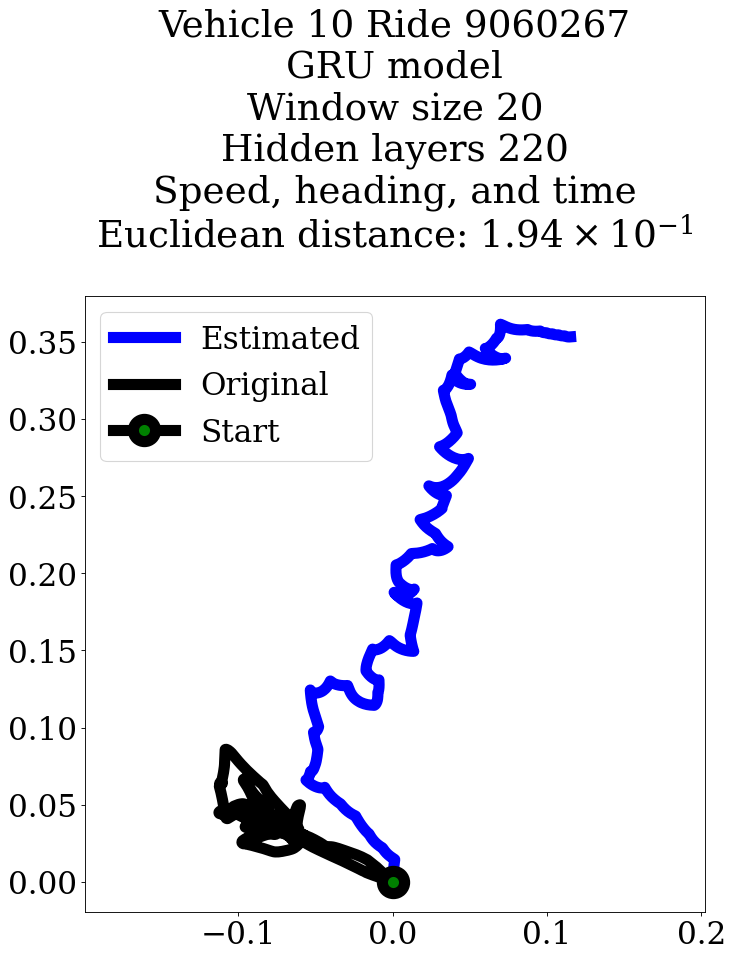 Vehicle 10 Ride 9060267
GRU model
Window size 20
Hidden layers 220
Speed, heading, and time
Euclidean distance: 1.94 × 10⁻¹
Estimated
Original
Start
0.35
0.30
0.25
0.20
0.15
0.10
0.05
0.00
−0.1 0.0 0.1 0.2